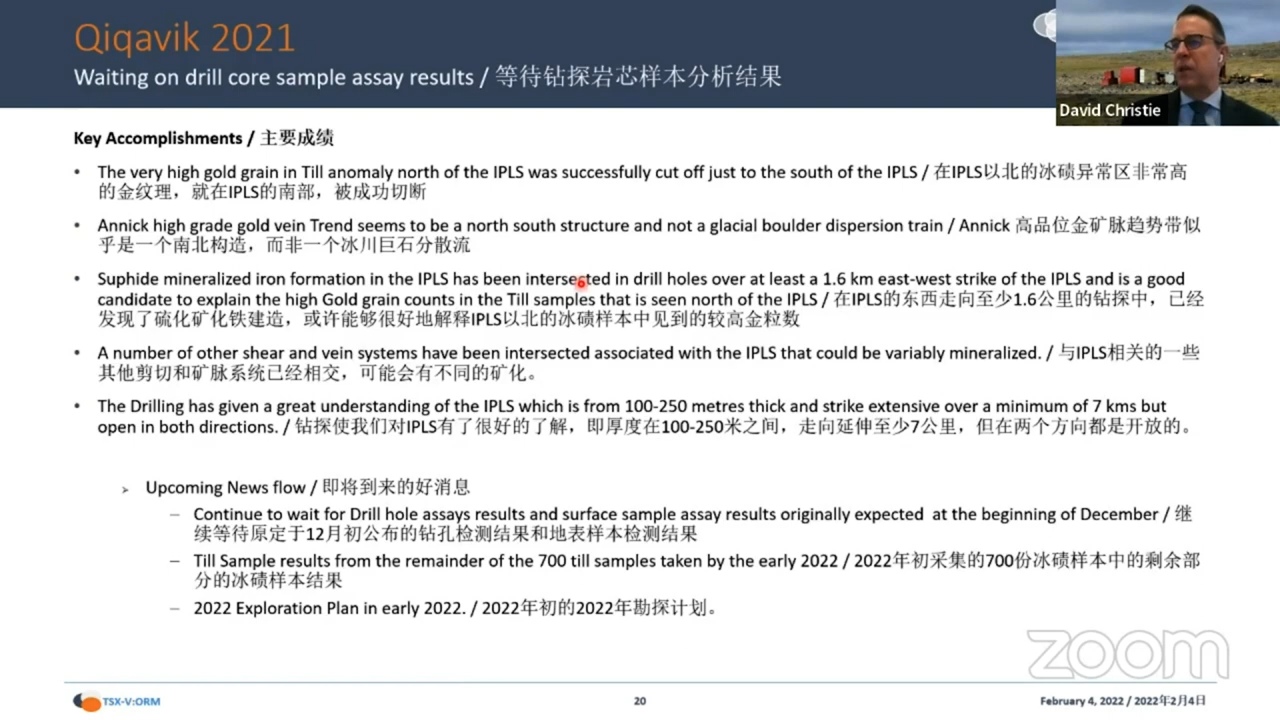 Qiqavik 2021
Waiting on drill core sample assay results / 等待钻探岩芯样本分析结果
David Christie
Key Accomplishments / 主要成绩
• The very high gold grain in Till anomaly north of the IPLS was successfully cut off just to the south of the IPLS / 在IPLS以北的冰碛异常区非常高
的金纹理，就在IPLS的南部，被成功切断
• Annick high grade gold vein Trend seems to be a north south structure and not a glacial boulder dispersion train / Annick 高品位金矿脉趋势带似
乎是一个南北构造，而非一个冰川巨石分散流
• Suphide mineralized iron formation in the IPLS has been intersected in drill holes over at least a 1.6 km east-west strike of the IPLS and is a good
candidate to explain the high Gold grain counts in the Till samples that is seen north of the IPLS / 在IPLS的东西走向至少1.6公里的钻探中，已经
发现了硫化矿化铁建造，或许能够很好地解释IPLS以北的冰碛样本中见到的较高金粒数
• A number of other shear and vein systems have been intersected associated with the IPLS that could be variably mineralized. / 与IPLS相关的一些
其他剪切和矿脉系统已经相交，可能会有不同的矿化。
• The Drilling has given a great understanding of the IPLS which is from 100-250 metres thick and strike extensive over a minimum of 7 kms but
open in both directions. / 钻探使我们对IPLS有了很好的了解，即厚度在100-250米之间，走向延伸至少7公里，但在两个方向都是开放的。
➢ Upcoming News flow / 即将到来的好消息
– Continue to wait for Drill hole assays results and surface sample assay results originally expected at the beginning of December / 继
续等待原定于12月初公布的钻孔检测结果和地表样本检测结果
– Till Sample results from the remainder of the 700 till samples taken by the early 2022 / 2022年初采集的700份冰碛样本中的剩余部
分的冰碛样本结果
– 2022 Exploration Plan in early 2022. / 2022年初的2022年勘探计划。
zoom
TSX-V:ORM
20
February 4, 2022 / 2022年2月4日